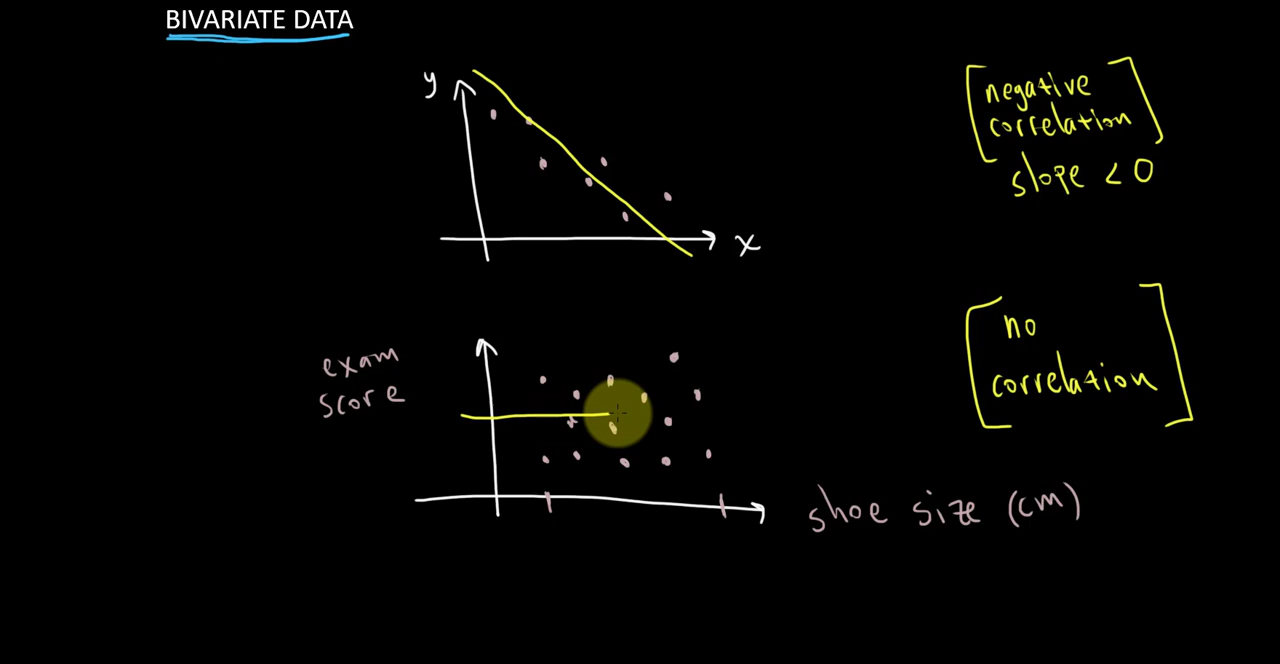 BIVARIATE DATA
y
negative
correlation
slope < 0
x
exam
score
no
correlation
shoe size (cm)